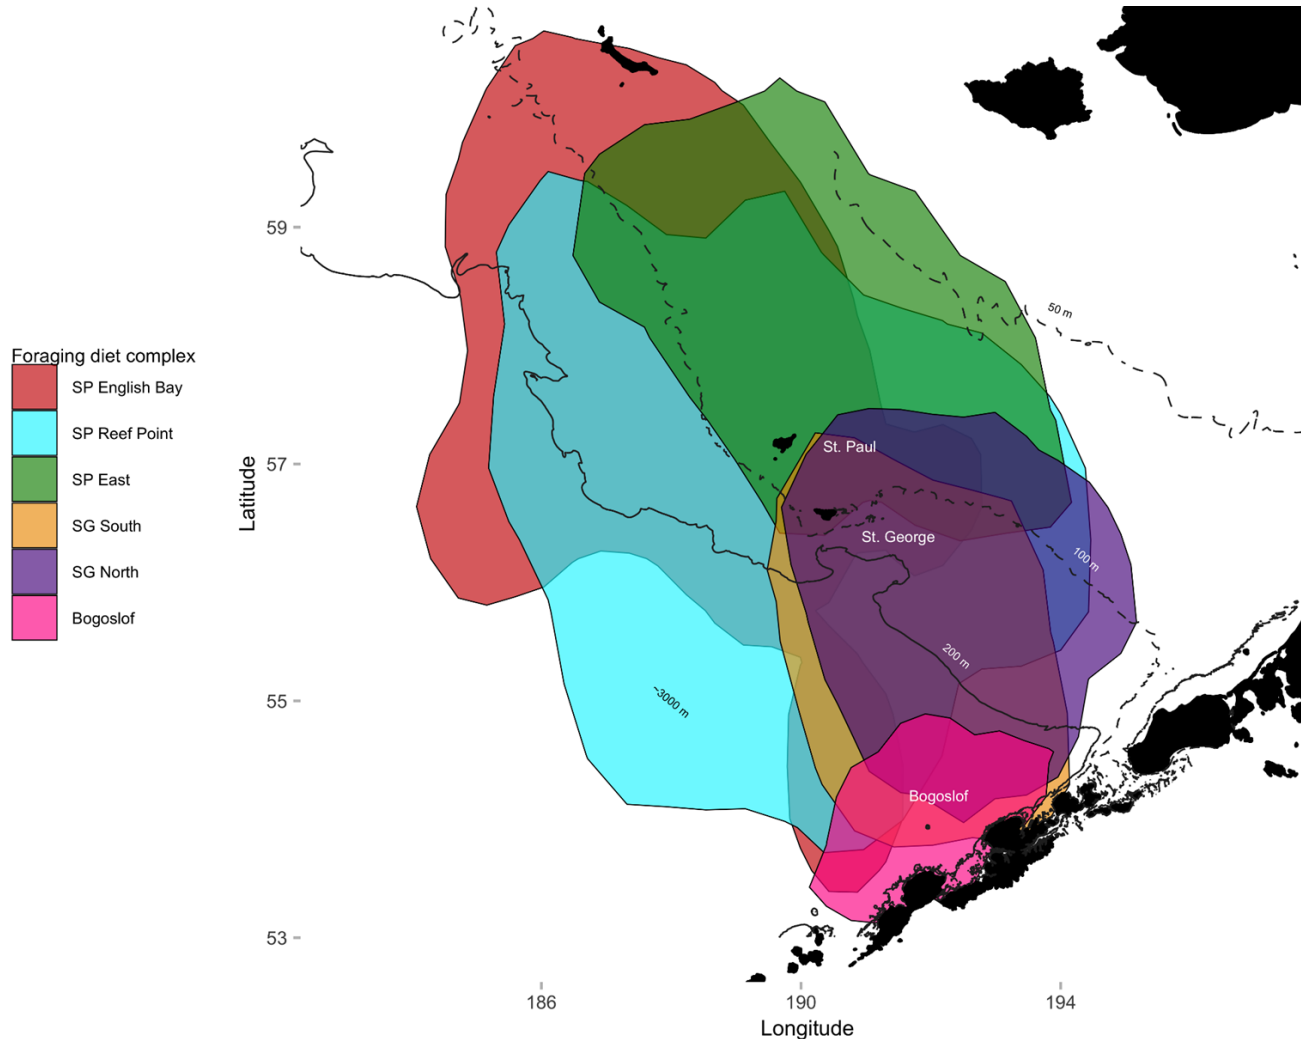 59
50 m
Foraging diet complex
SP English Bay
SP Reef Point
SP East
SG South
SG North
Bogoslof
57
Latitude
St. Paul
St. George
100 m
200 m
55
~3000 m
Bogoslof
53
186
190
194
Longitude